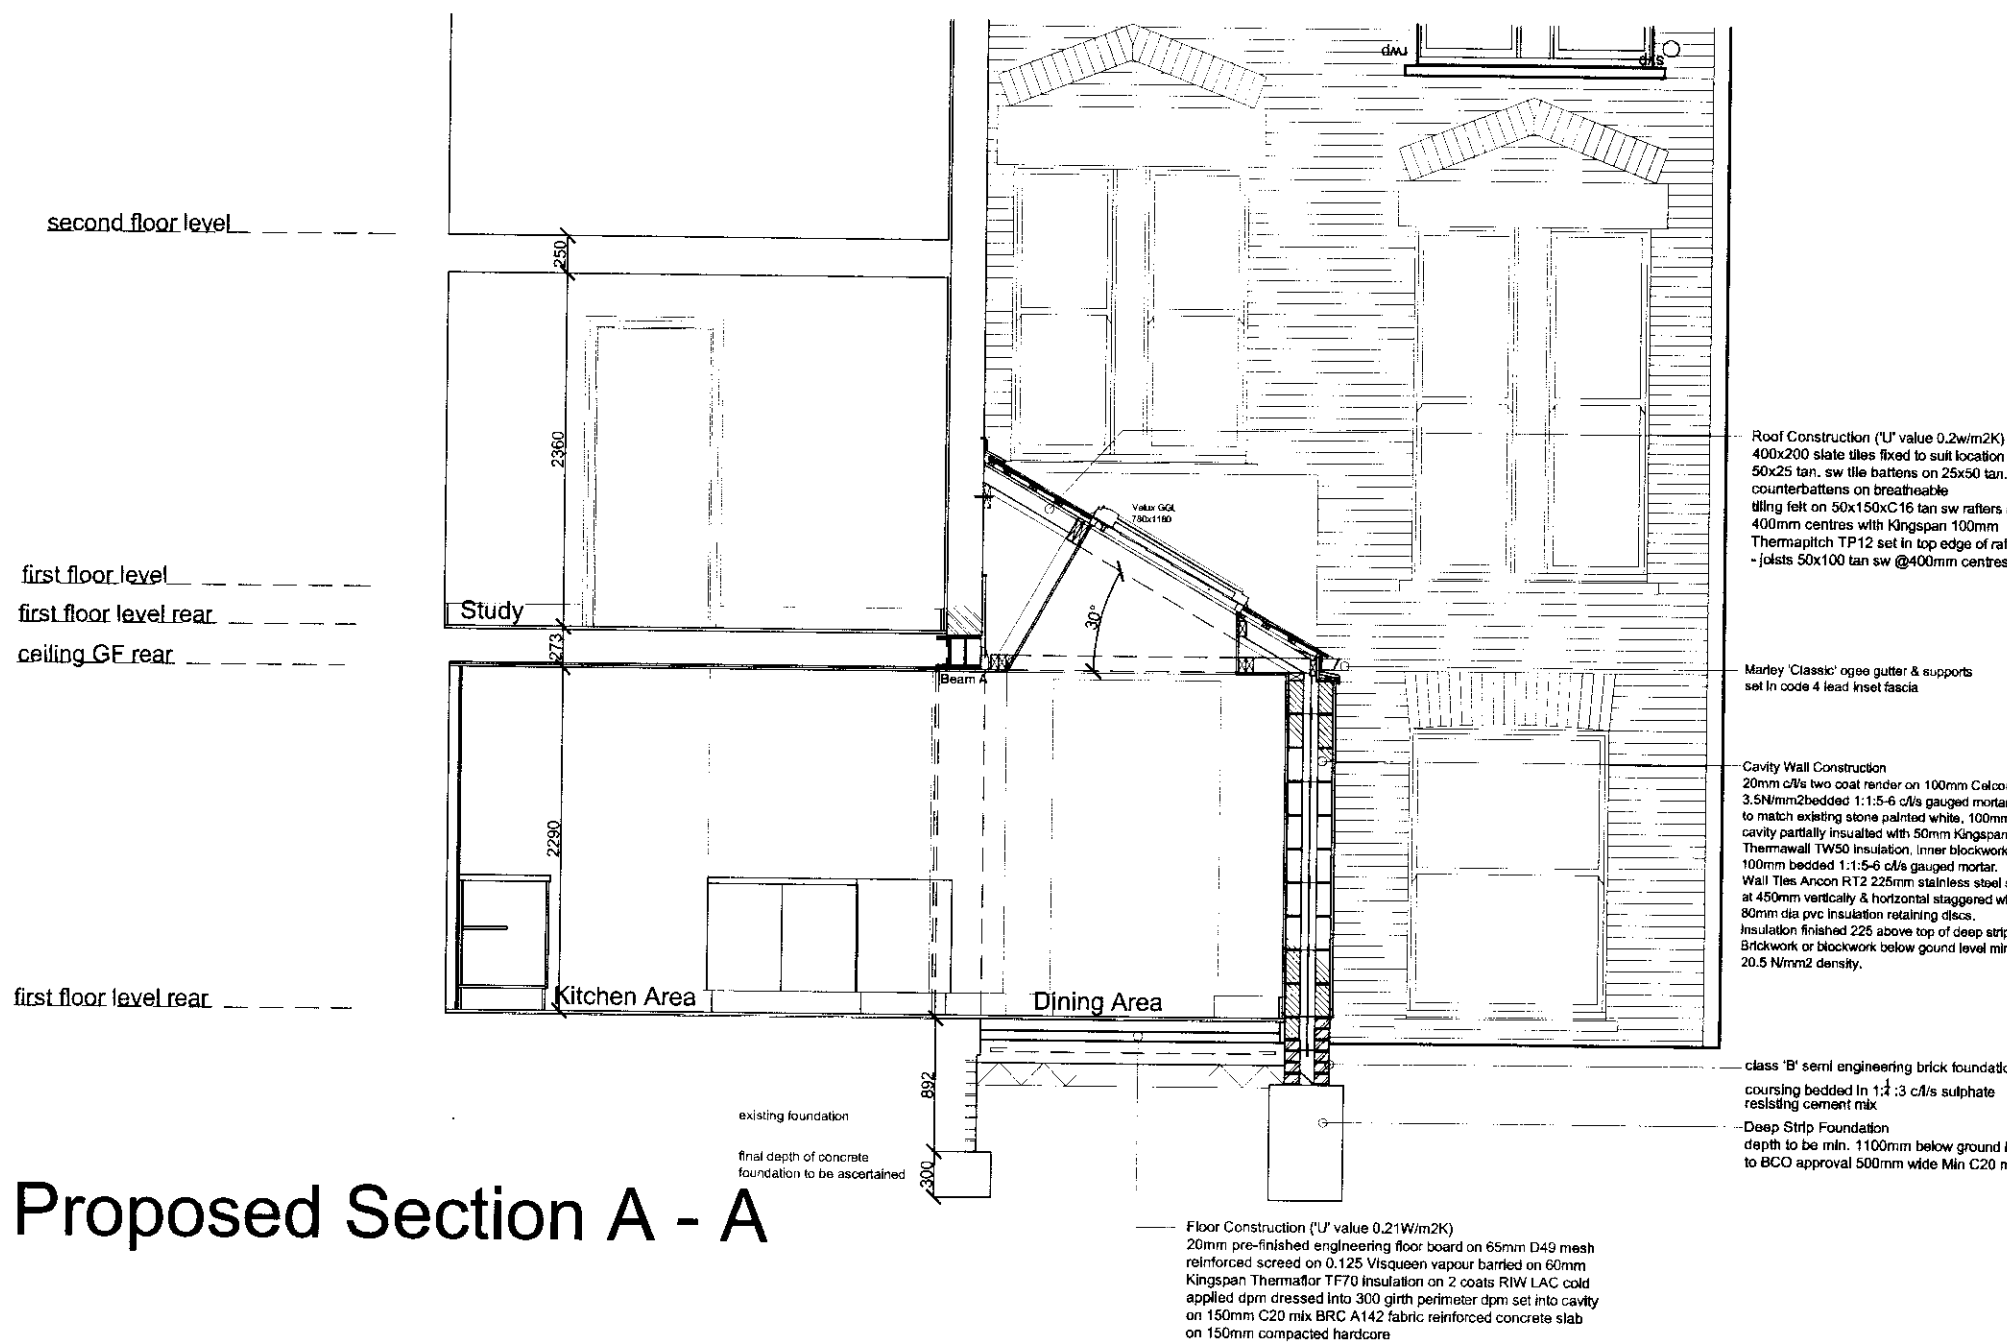 rwp
svp
second floor level
250
2360
Roof Construction ('U' value 0.2w/m2K)
400x200 slate tiles fixed to suit location
50x25 tan. sw tile battens on 25x50 tan.
counterbattens on breatheable
tiling felt on 50x150xC16 tan sw rafters
400mm centres with Kingspan 100mm
Thermapitch TP12 set in top edge of raf
- joists 50x100 tan sw @400mm centres
Velux GGL
780x1180
first floor level
first floor level rear
Study
30°
273
ceiling GF rear
Beam A
Marley 'Classic' ogee gutter & supports
set in code 4 lead inset fascia
Cavity Wall Construction
20mm c/l/s two coat render on 100mm Celco
3.5N/mm2bedded 1:1:5-6 c/l/s gauged mortar
to match existing stone painted white, 100mm
cavity partially insualted with 50mm Kingspan
Thermawall TW50 insulation, inner blockwork
100mm bedded 1:1:5-6 c/l/s gauged mortar.
Wall Ties Ancon RT2 225mm stainless steel s
at 450mm vertically & horizontal staggered wi
80mm dia pvc insulation retaining discs.
Insulation finished 225 above top of deep strip
Brickwork or blockwork below gound level min
20.5 N/mm2 density.
2290
first floor level rear
Kitchen Area
Dining Area
892
class 'B' semi engineering brick foundatio
coursing bedded in 1:½:3 c/l/s sulphate
resisting cement mix
Deep Strip Foundation
depth to be min. 1100mm below ground l
to BCO approval 500mm wide Min C20 m
existing foundation
final depth of concrete
foundation to be ascertained
300
Proposed Section A - A
Floor Construction ('U' value 0.21W/m2K)
20mm pre-finished engineering floor board on 65mm D49 mesh
reinforced screed on 0.125 Visqueen vapour barried on 60mm
Kingspan Thermaflor TF70 insulation on 2 coats RIW LAC cold
applied dpm dressed into 300 girth perimeter dpm set into cavity
on 150mm C20 mix BRC A142 fabric reinforced concrete slab
on 150mm compacted hardcore